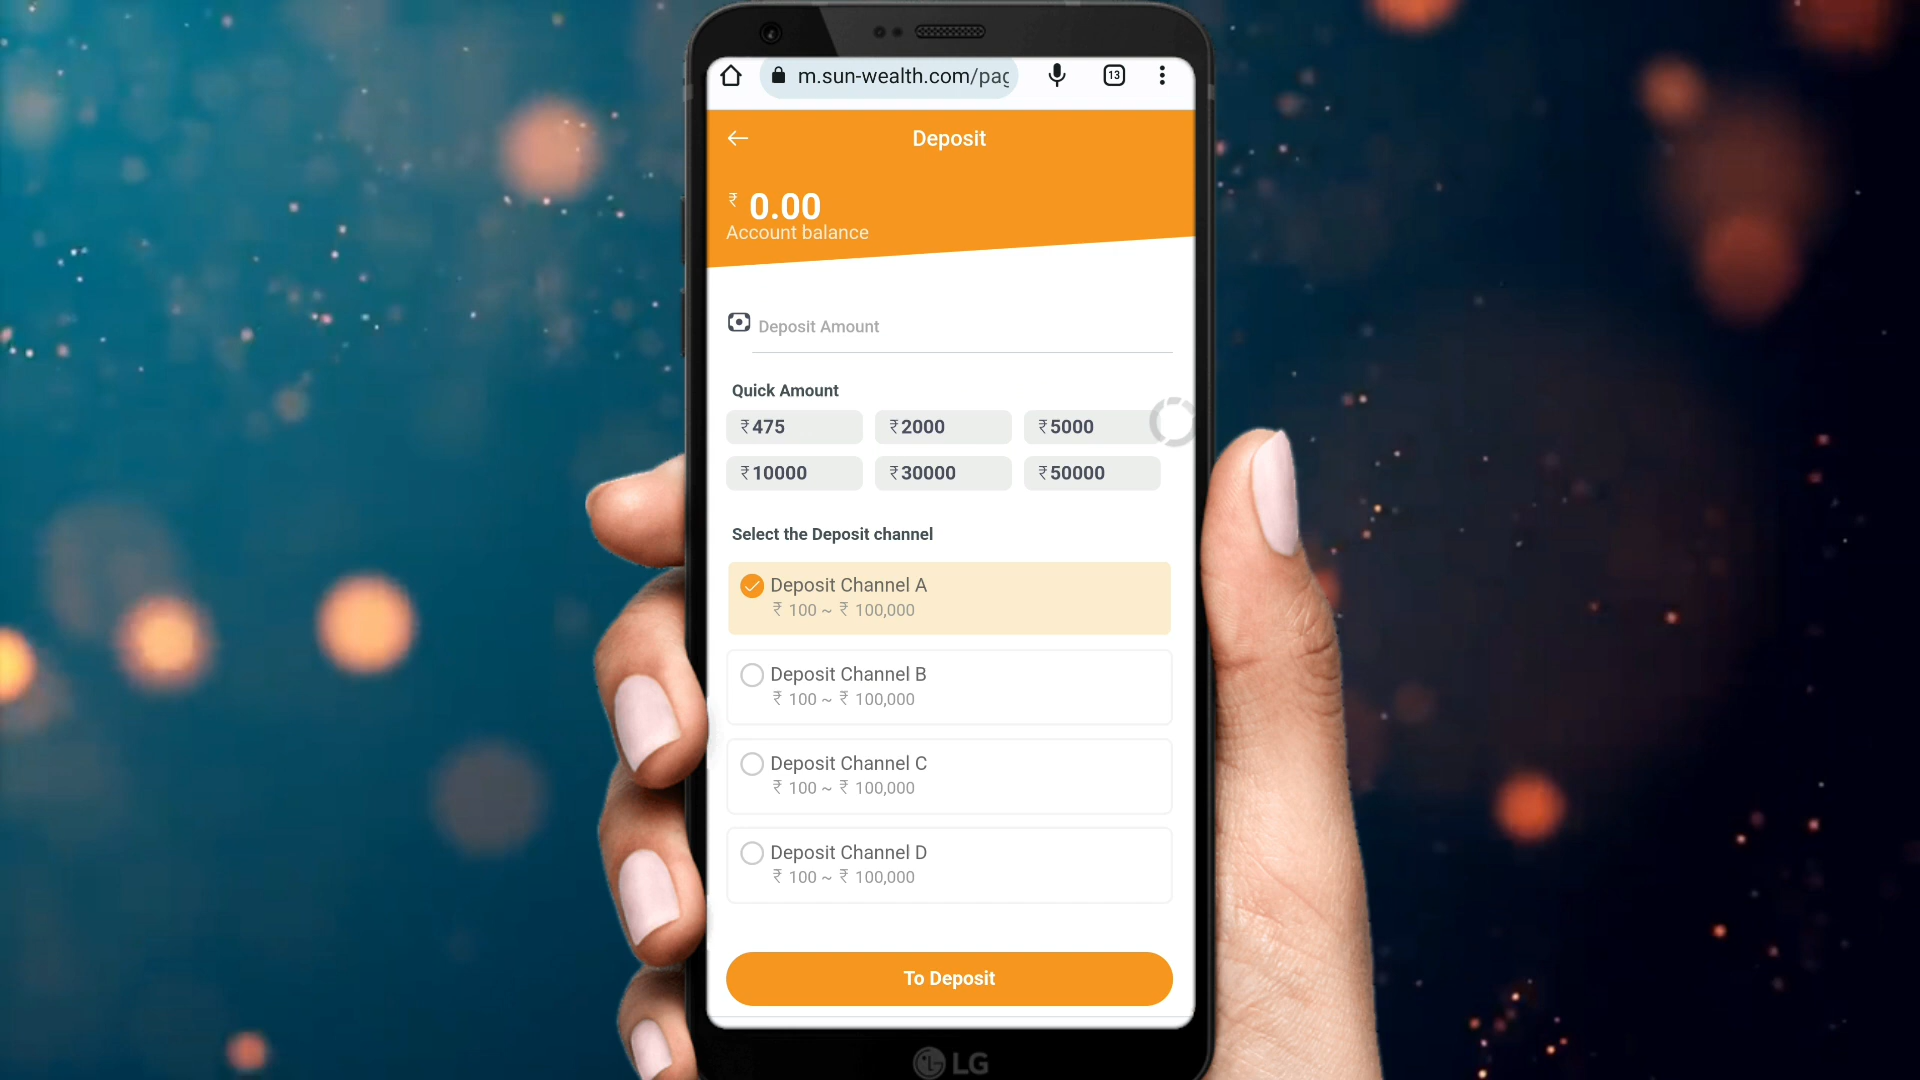 m.sun-wealth.com/pag
13
Deposit
₹ 0.00
Account balance
Deposit Amount
Quick Amount
₹475 ₹2000 ₹5000
₹10000 ₹30000 ₹50000
Select the Deposit channel
Deposit Channel A
₹ 100 ~ ₹ 100,000
Deposit Channel B
₹ 100 ~ ₹ 100,000
Deposit Channel C
₹ 100 ~ ₹ 100,000
Deposit Channel D
₹ 100 ~ ₹ 100,000
To Deposit
LG